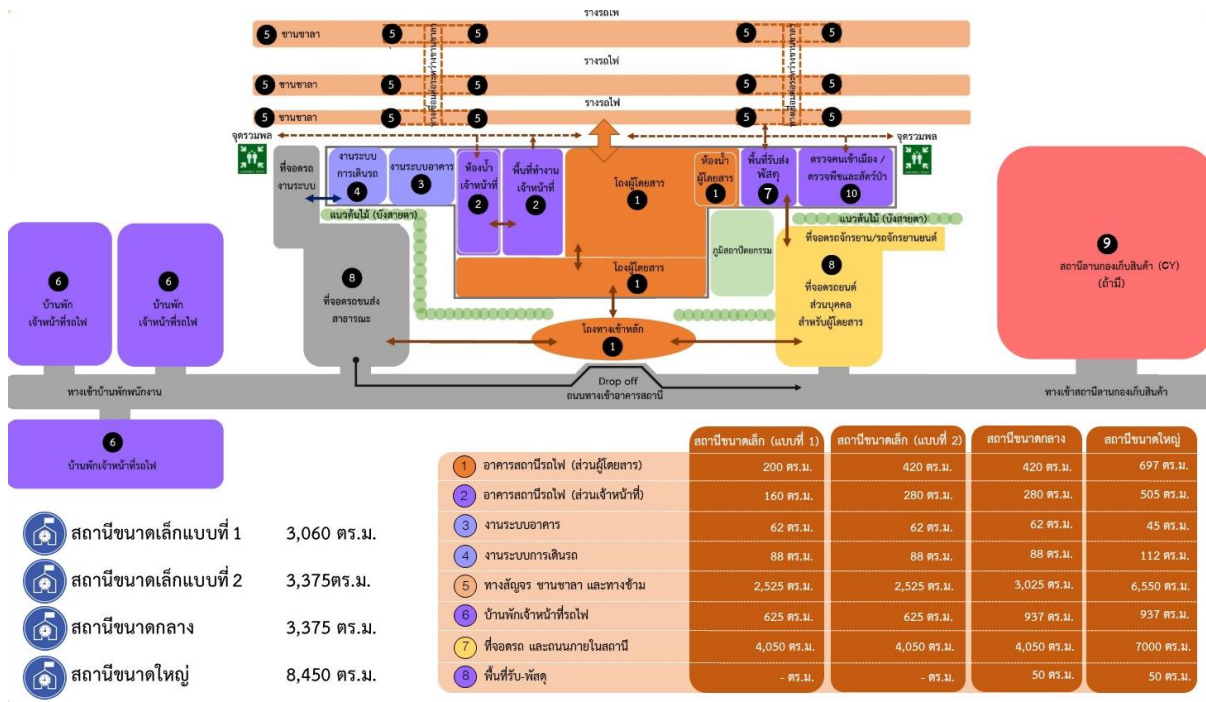 รางรถไฟ
5 ชานชาลา 5 5 5 5
รางรถไฟ
5 ชานชาลา 5 5 5 5
รางรถไฟ
5 ชานชาลา 5 5 5 5
ทางเชื่อมต่อระหว่างชานชาลา
ทางเชื่อมต่อระหว่างชานชาลา
จุดรวมพล
จุดรวมพล
ที่จอดรถ
งานระบบ
งานระบบ
การเดินรถ
4
งานระบบอาคาร
3
ห้องน้ำ
เจ้าหน้าที่
2
พื้นที่ทำงาน
เจ้าหน้าที่
2
โถงผู้โดยสาร
1
ห้องน้ำ
ผู้โดยสาร
1
พื้นที่รับส่ง
พัสดุ
7
ตรวจคนเข้าเมือง /
ตรวจพืชและสัตว์ป่า
10
แนวต้นไม้ (บังสายตา)
แนวต้นไม้ (บังสายตา)
ที่จอดรถจักรยาน/รถจักรยานยนต์
ภูมิสถาปัตยกรรม
โถงผู้โดยสาร
1
8
ที่จอดรถขนส่ง
สาธารณะ
8
ที่จอดรถยนต์
ส่วนบุคคล
สำหรับผู้โดยสาร
9
สถานีลานกองเก็บสินค้า (CY)
(ถ้ามี)
6
บ้านพัก
เจ้าหน้าที่รถไฟ
6
บ้านพัก
เจ้าหน้าที่รถไฟ
โถงทางเข้าหลัก
1
ทางเข้าบ้านพักพนักงาน
Drop off
ถนนทางเข้าอาคารสถานี
ทางเข้าสถานีลานกองเก็บสินค้า
6
บ้านพักเจ้าหน้าที่รถไฟ
สถานีขนาดเล็กแบบที่ 1 3,060 ตร.ม.
สถานีขนาดเล็กแบบที่ 2 3,375ตร.ม.
สถานีขนาดกลาง 3,375 ตร.ม.
สถานีขนาดใหญ่ 8,450 ตร.ม.
สถานีขนาดเล็ก (แบบที่ 1) สถานีขนาดเล็ก (แบบที่ 2) สถานีขนาดกลาง สถานีขนาดใหญ่
1 อาคารสถานีรถไฟ (ส่วนผู้โดยสาร) 200 ตร.ม. 420 ตร.ม. 420 ตร.ม. 697 ตร.ม.
2 อาคารสถานีรถไฟ (ส่วนเจ้าหน้าที่) 160 ตร.ม. 280 ตร.ม. 280 ตร.ม. 505 ตร.ม.
3 งานระบบอาคาร 62 ตร.ม. 62 ตร.ม. 62 ตร.ม. 45 ตร.ม.
4 งานระบบการเดินรถ 88 ตร.ม. 88 ตร.ม. 88 ตร.ม. 112 ตร.ม.
5 ทางสัญจร ชานชาลา และทางข้าม 2,525 ตร.ม. 2,525 ตร.ม. 3,025 ตร.ม. 6,550 ตร.ม.
6 บ้านพักเจ้าหน้าที่รถไฟ 625 ตร.ม. 625 ตร.ม. 937 ตร.ม. 937 ตร.ม.
7 ที่จอดรถ และถนนภายในสถานี 4,050 ตร.ม. 4,050 ตร.ม. 4,050 ตร.ม. 7000 ตร.ม.
8 พื้นที่รับ-พัสดุ - ตร.ม. - ตร.ม. 50 ตร.ม. 50 ตร.ม.